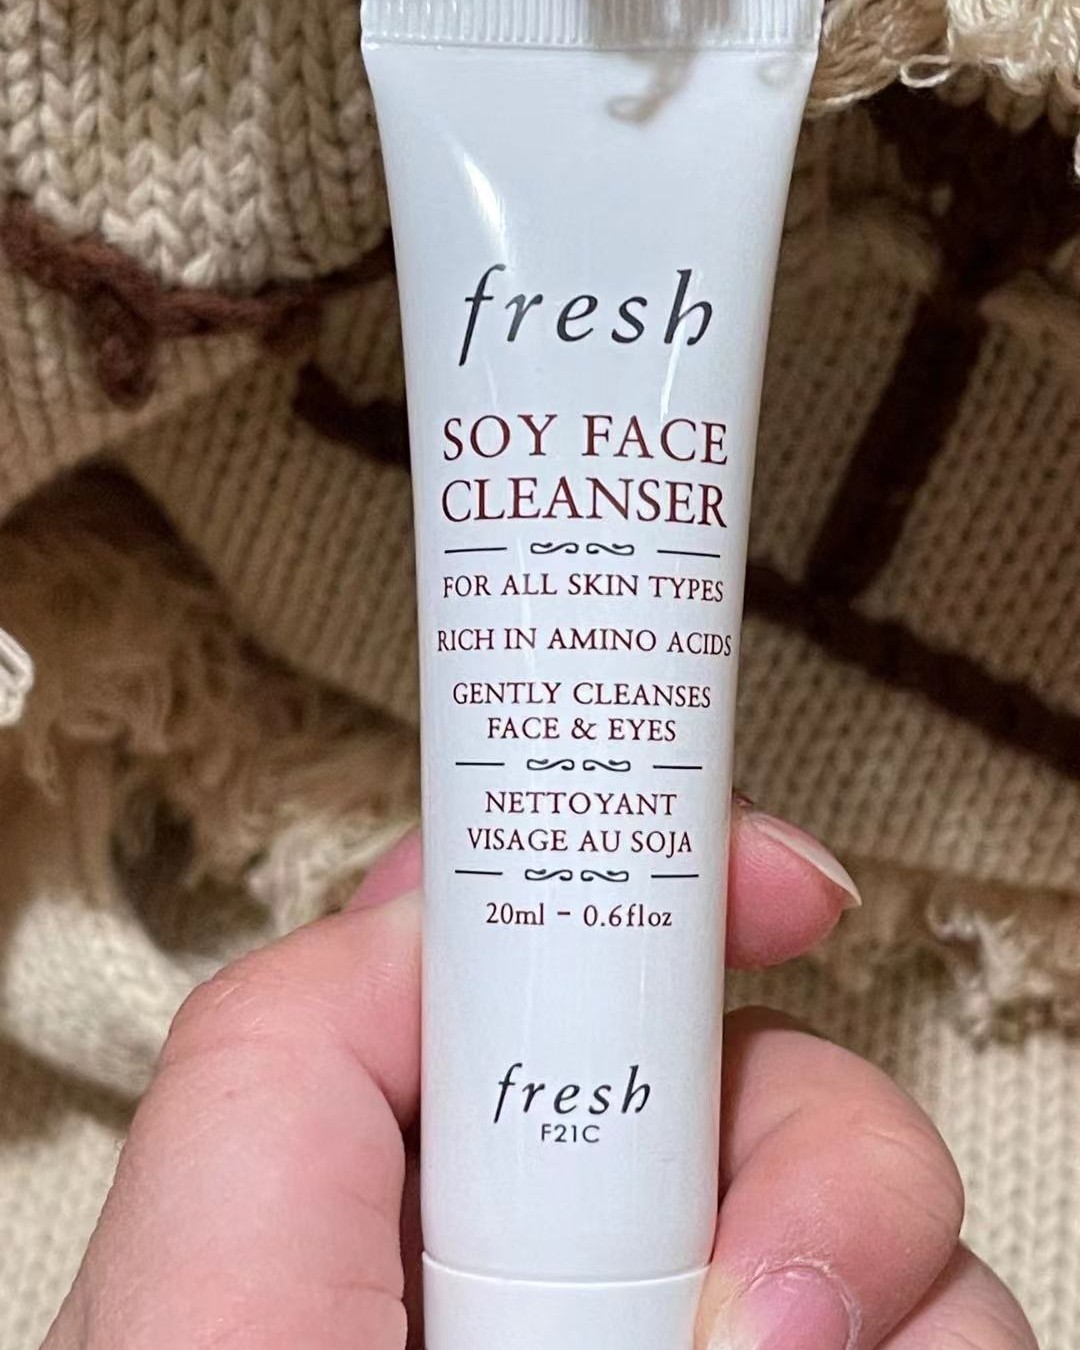 fresh
SOY FACE
CLEANSER
FOR ALL SKIN TYPES
RICH IN AMINO ACIDS
GENTLY CLEANSES
FACE & EYES
NETTOYANT
VISAGE AU SOJA
20ml - 0.6floz
fresh
F21C